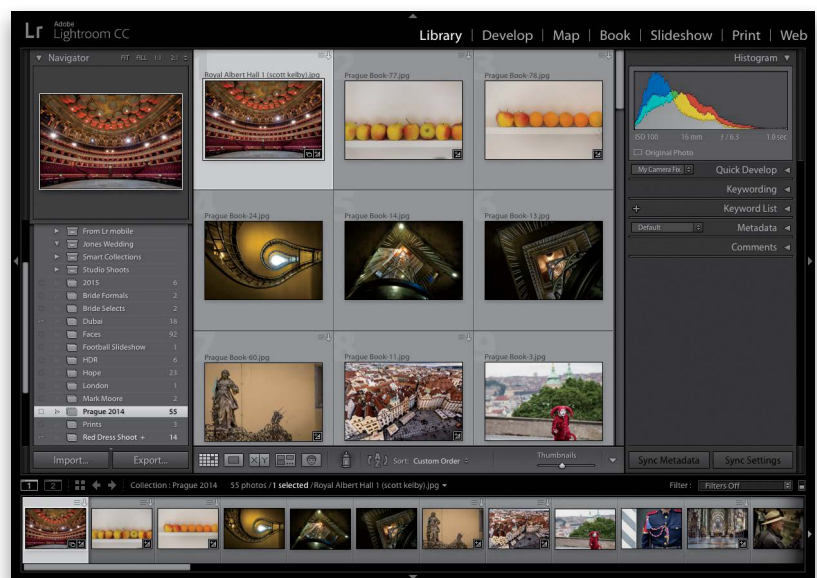 Lr Adobe
Lightroom CC
Library | Develop | Map | Book | Slideshow | Print | Web
Navigator FIT FILL 1:1 2:1
Royal Albert Hall 1 (scott kelby).jpg
Prague Book-77.jpg
Prague Book-78.jpg
Prague Book-24.jpg
Prague Book-14.jpg
Prague Book-13.jpg
Prague Book-60.jpg
Prague Book-11.jpg
Prague Book-3.jpg
From Lr mobile
Jones Wedding
Smart Collections
Studio Shoots
2015 6
Bride Formals 2
Bride Selects 2
Dubai 38
Faces 92
Football Slideshow 1
HDR 6
Hope 23
London 1
Mark Moore 2
Prague 2014 55
Prints 3
Red Dress Shoot + 14
Import... Export...
XY
Sort: Custom Order
Thumbnails
Histogram
ISO 100 16 mm f / 6.3 1.0 sec
Original Photo
My Camera Fix Quick Develop
Keywording
+ Keyword List
Default Metadata
Comments
Sync Metadata Sync Settings
1 2 Collection : Prague 2014 55 photos / 1 selected / Royal Albert Hall 1 (scott kelby).jpg
Filter : Filters Off